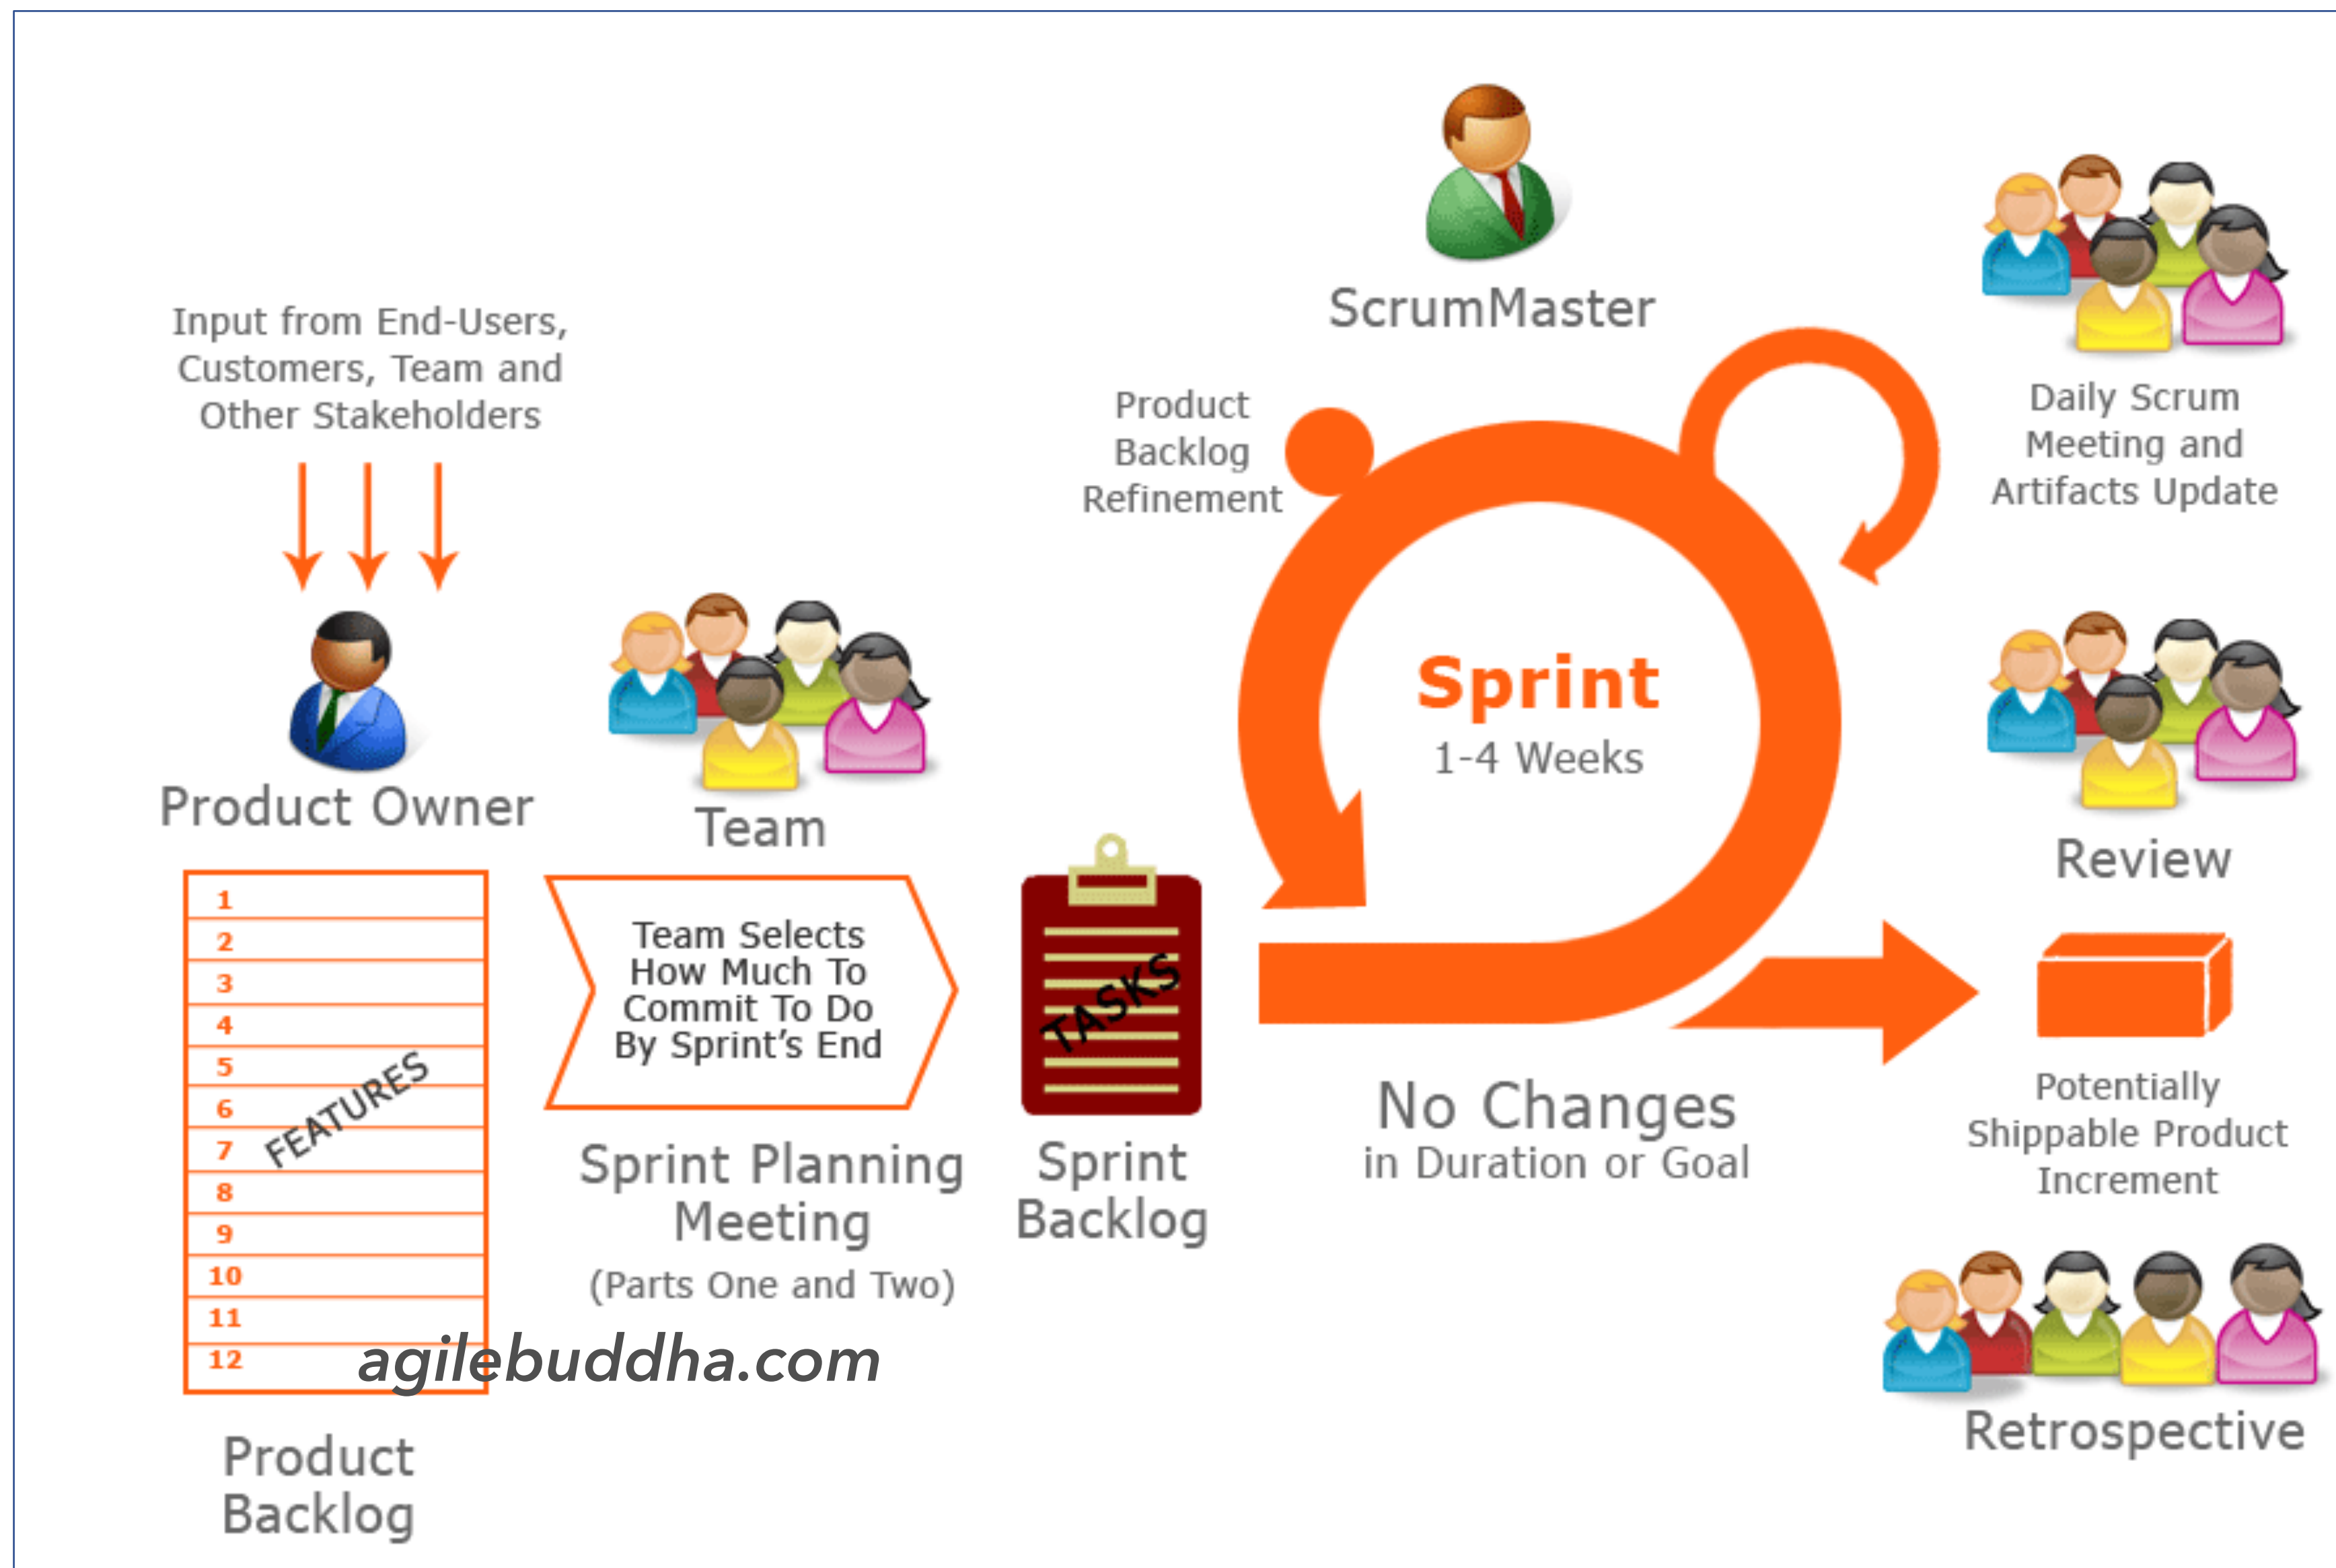 Input from End-Users,
Customers, Team and
Other Stakeholders
Product Owner
Team
1
2
3
4
5
6
7
8
9
10
11
12
FEATURES
Product
Backlog
Team Selects
How Much To
Commit To Do
By Sprint's End
Sprint Planning
Meeting
(Parts One and Two)
agilebuddha.com
TASKS
Sprint
Backlog
ScrumMaster
Product
Backlog
Refinement
Sprint
1-4 Weeks
No Changes
in Duration or Goal
Daily Scrum
Meeting and
Artifacts Update
Review
Potentially
Shippable Product
Increment
Retrospective